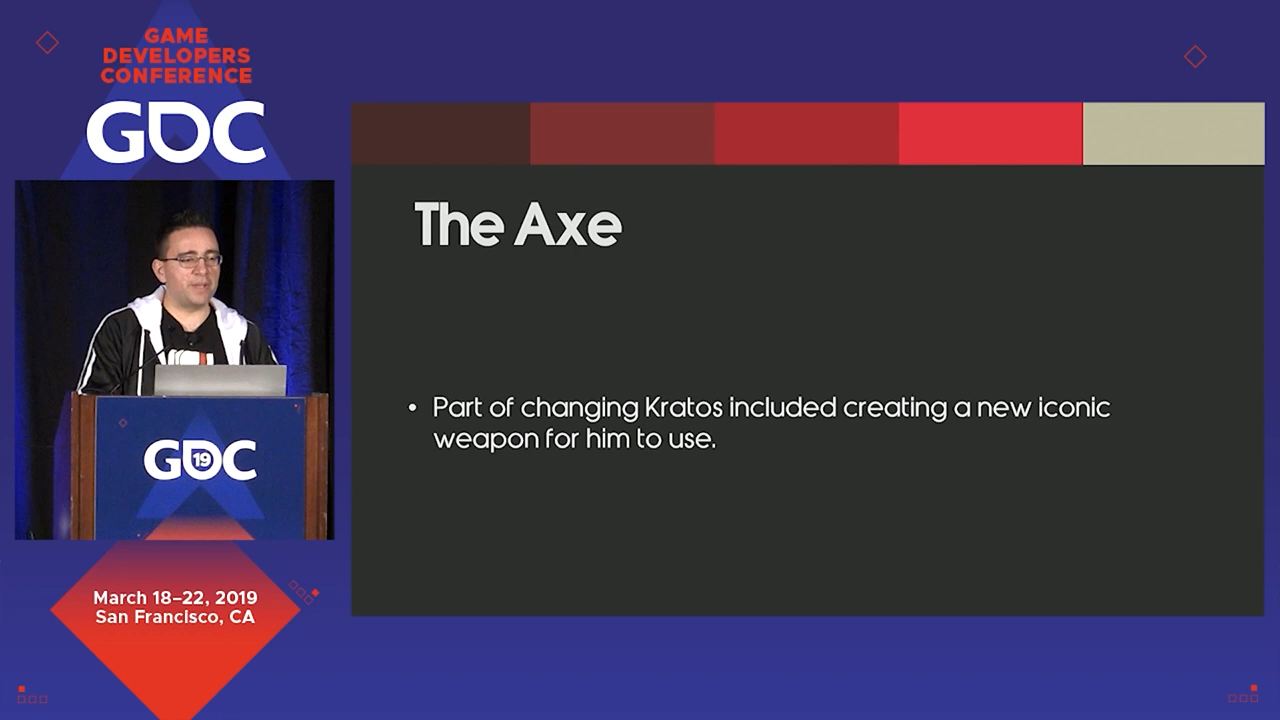 GAME
DEVELOPERS
CONFERENCE
GDC
The Axe
• Part of changing Kratos included creating a new iconic
weapon for him to use.
GDC
19
March 18–22, 2019
San Francisco, CA